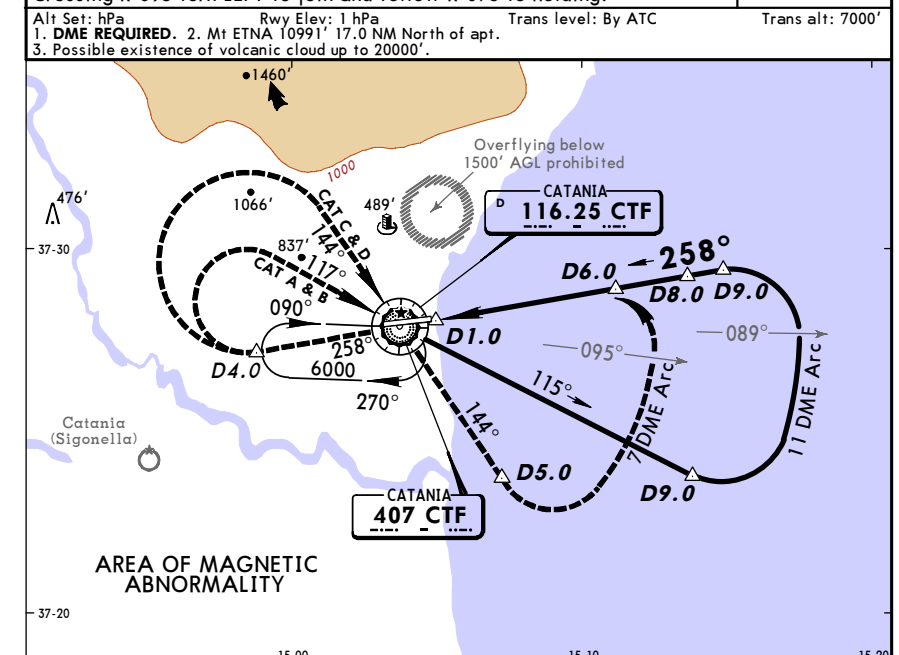 Alt Set: hPa Rwy Elev: 1 hPa Trans level: By ATC Trans alt: 7000'
1. DME REQUIRED. 2. Mt ETNA 10991' 17.0 NM North of apt.
3. Possible existence of volcanic cloud up to 20000'.
1460'
1000
Overflying below
1500' AGL prohibited
476'
1066'
489'
CAT C & D
144°
CATANIA
D 116.25 CTF
37-30
837'
117°
CAT A & B
258°
D6.0
D8.0
D9.0
090°
D1.0
089°
095°
258°
D4.0
6000
270°
115°
11 DME Arc
7 DME Arc
144°
Catania
(Sigonella)
D5.0
D9.0
CATANIA
407 CTF
AREA OF MAGNETIC
ABNORMALITY
37-20